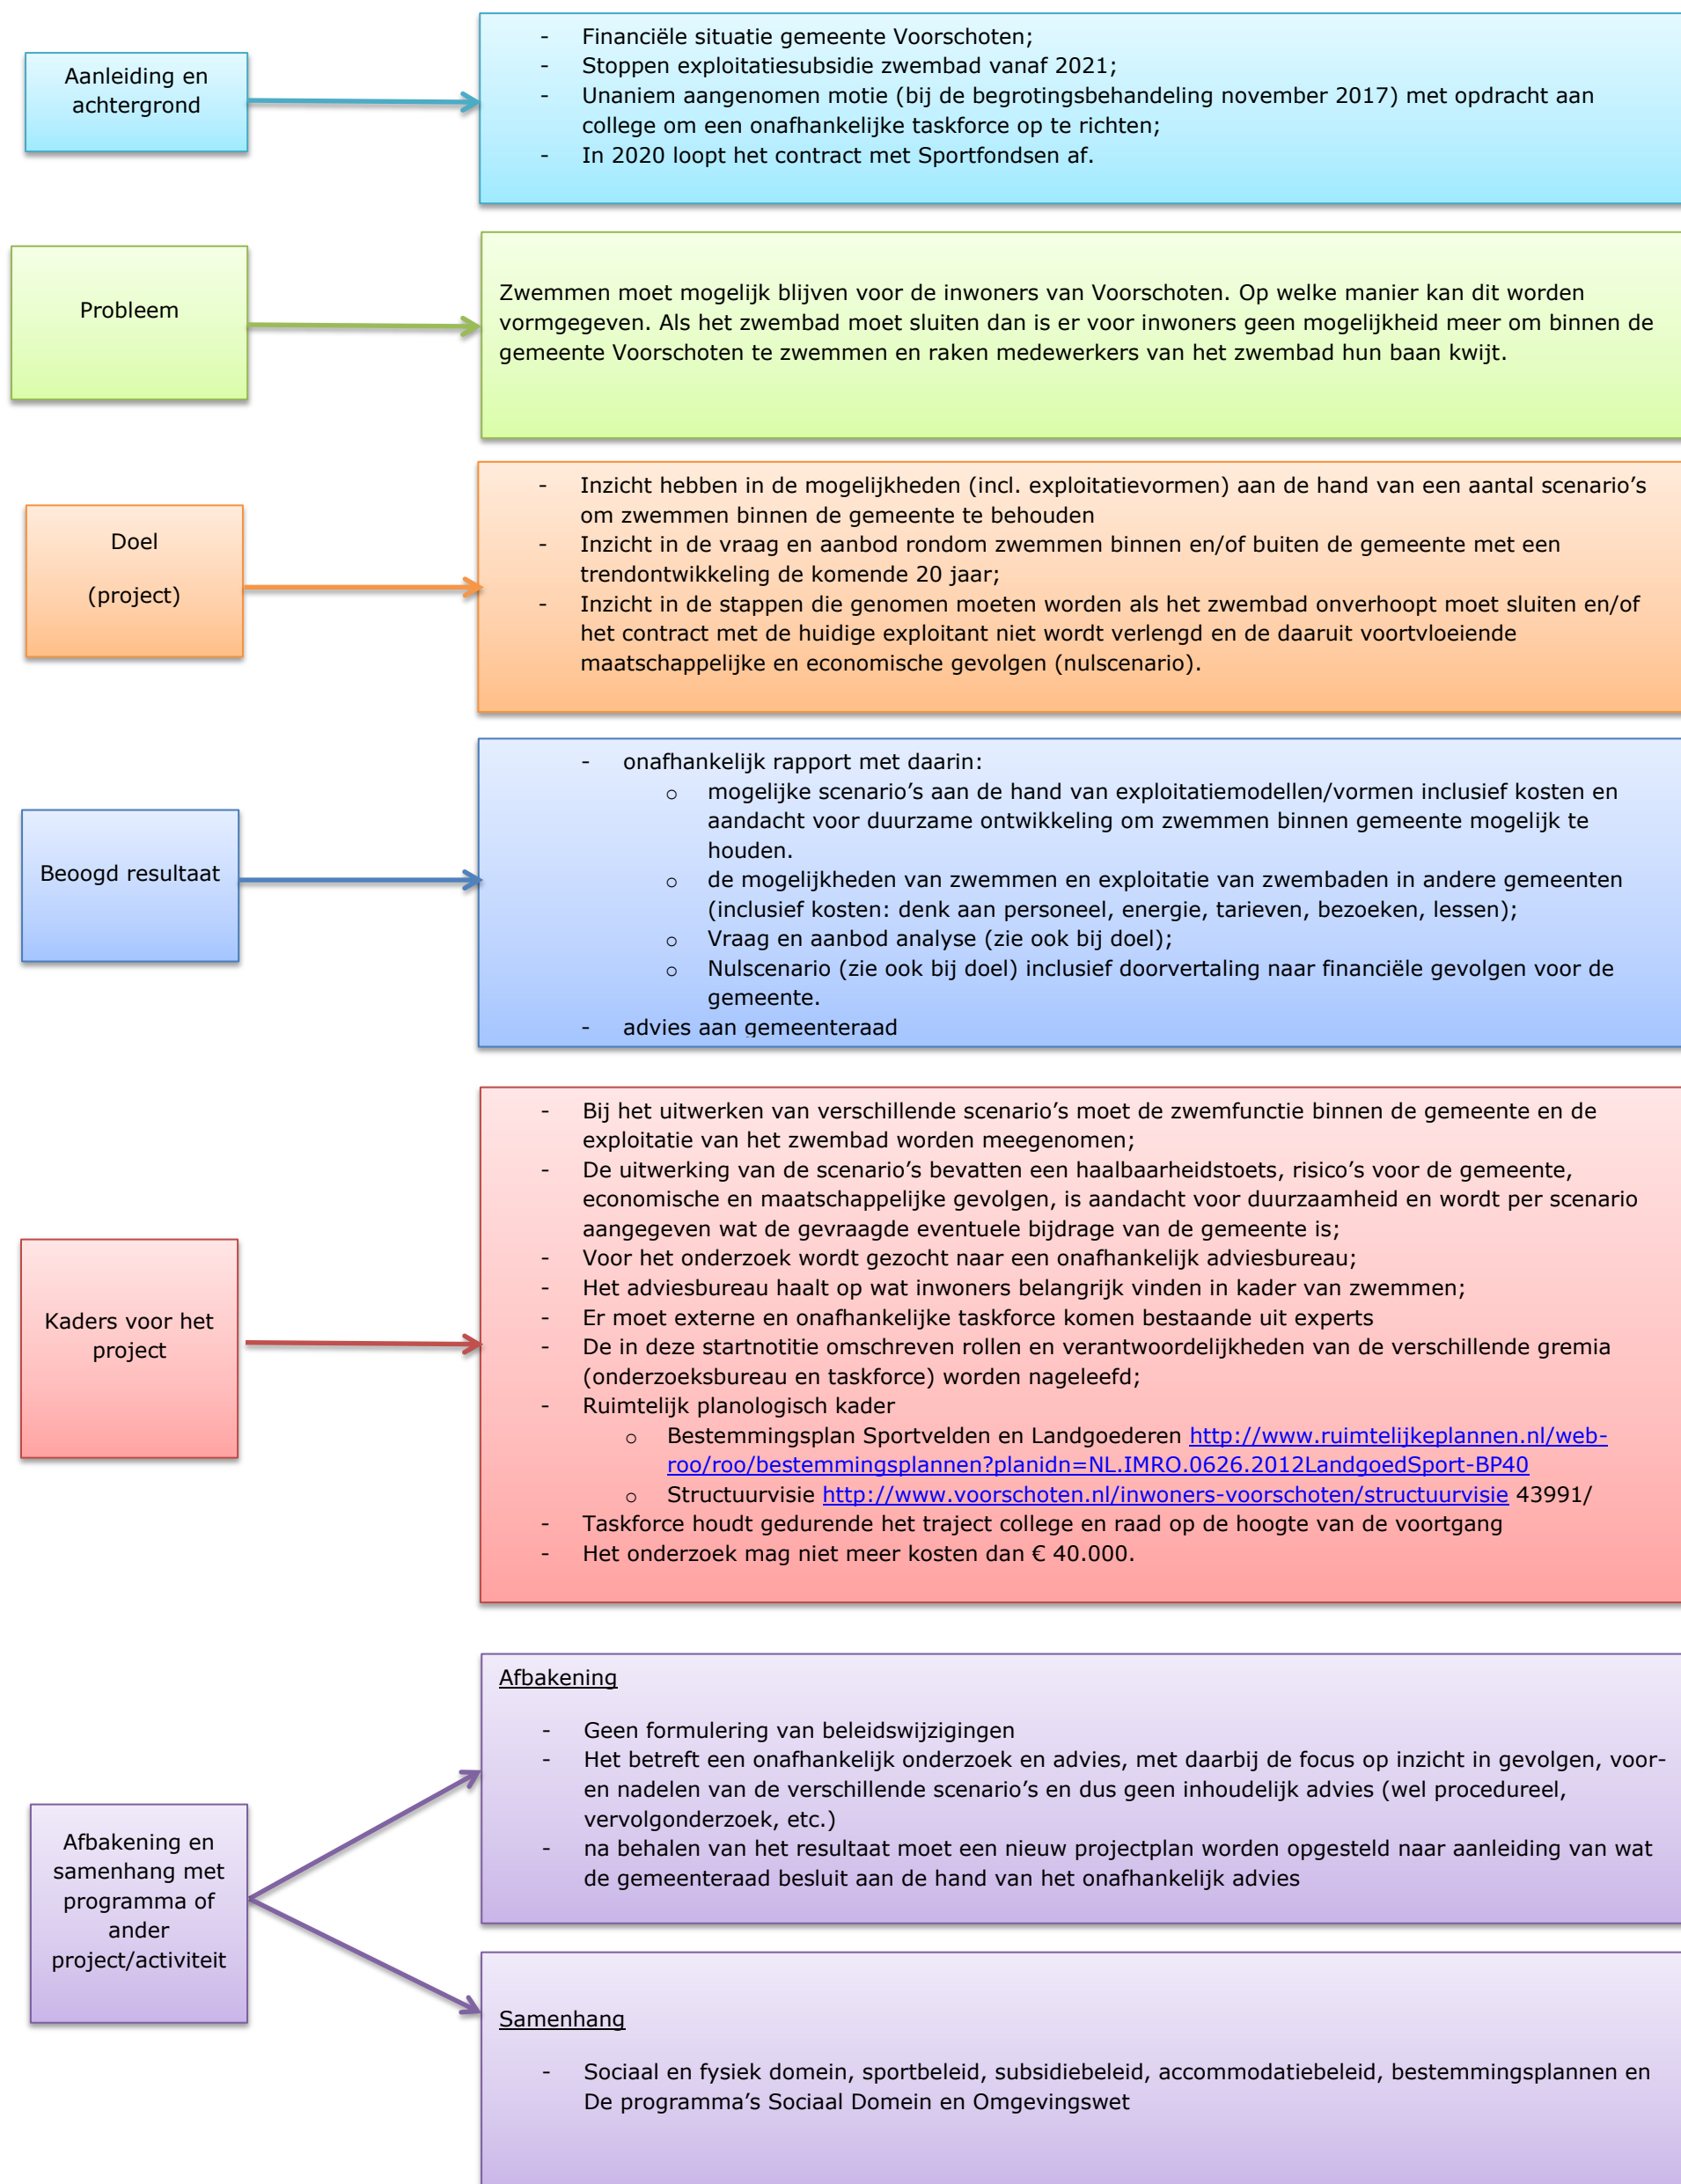 Aanleiding en
achtergrond
- Financiële situatie gemeente Voorschoten;
- Stoppen exploitatiesubsidie zwembad vanaf 2021;
- Unaniem aangenomen motie (bij de begrotingsbehandeling november 2017) met opdracht aan
college om een onafhankelijke taskforce op te richten;
- In 2020 loopt het contract met Sportfondsen af.
Probleem
Zwemmen moet mogelijk blijven voor de inwoners van Voorschoten. Op welke manier kan dit worden
vormgegeven. Als het zwembad moet sluiten dan is er voor inwoners geen mogelijkheid meer om binnen de
gemeente Voorschoten te zwemmen en raken medewerkers van het zwembad hun baan kwijt.
Doel
(project)
- Inzicht hebben in de mogelijkheden (incl. exploitatievormen) aan de hand van een aantal scenario's
om zwemmen binnen de gemeente te behouden
- Inzicht in de vraag en aanbod rondom zwemmen binnen en/of buiten de gemeente met een
trendontwikkeling de komende 20 jaar;
- Inzicht in de stappen die genomen moeten worden als het zwembad onverhoopt moet sluiten en/of
het contract met de huidige exploitant niet wordt verlengd en de daaruit voortvloeiende
maatschappelijke en economische gevolgen (nulscenario).
Beoogd resultaat
- onafhankelijk rapport met daarin:
o mogelijke scenario's aan de hand van exploitatiemodellen/vormen inclusief kosten en
aandacht voor duurzame ontwikkeling om zwemmen binnen gemeente mogelijk te
houden.
o de mogelijkheden van zwemmen en exploitatie van zwembaden in andere gemeenten
(inclusief kosten: denk aan personeel, energie, tarieven, bezoeken, lessen);
o Vraag en aanbod analyse (zie ook bij doel);
o Nulscenario (zie ook bij doel) inclusief doorvertaling naar financiële gevolgen voor de
gemeente.
- advies aan gemeenteraad
Kaders voor het
project
- Bij het uitwerken van verschillende scenario's moet de zwemfunctie binnen de gemeente en de
exploitatie van het zwembad worden meegenomen;
- De uitwerking van de scenario's bevatten een haalbaarheidstoets, risico's voor de gemeente,
economische en maatschappelijke gevolgen, is aandacht voor duurzaamheid en wordt per scenario
aangegeven wat de gevraagde eventuele bijdrage van de gemeente is;
- Voor het onderzoek wordt gezocht naar een onafhankelijk adviesbureau;
- Het adviesbureau haalt op wat inwoners belangrijk vinden in kader van zwemmen;
- Er moet externe en onafhankelijke taskforce komen bestaande uit experts
- De in deze startnotitie omschreven rollen en verantwoordelijkheden van de verschillende gremia
(onderzoeksbureau en taskforce) worden nageleefd;
- Ruimtelijk planologisch kader
o Bestemmingsplan Sportvelden en Landgoederen http://www.ruimtelijkeplannen.nl/web-
roo/roo/bestemmingsplannen?planidn=NL.IMRO.0626.2012LandgoedSport-BP40
o Structuurvisie http://www.voorschoten.nl/inwoners-voorschoten/structuurvisie 43991/
- Taskforce houdt gedurende het traject college en raad op de hoogte van de voortgang
- Het onderzoek mag niet meer kosten dan € 40.000.
Afbakening en
samenhang met
programma of
ander
project/activiteit
Afbakening
- Geen formulering van beleidswijzigingen
- Het betreft een onafhankelijk onderzoek en advies, met daarbij de focus op inzicht in gevolgen, voor-
en nadelen van de verschillende scenario's en dus geen inhoudelijk advies (wel procedureel,
vervolgonderzoek, etc.)
- na behalen van het resultaat moet een nieuw projectplan worden opgesteld naar aanleiding van wat
de gemeenteraad besluit aan de hand van het onafhankelijk advies
Samenhang
- Sociaal en fysiek domein, sportbeleid, subsidiebeleid, accommodatiebeleid, bestemmingsplannen en
De programma's Sociaal Domein en Omgevingswet